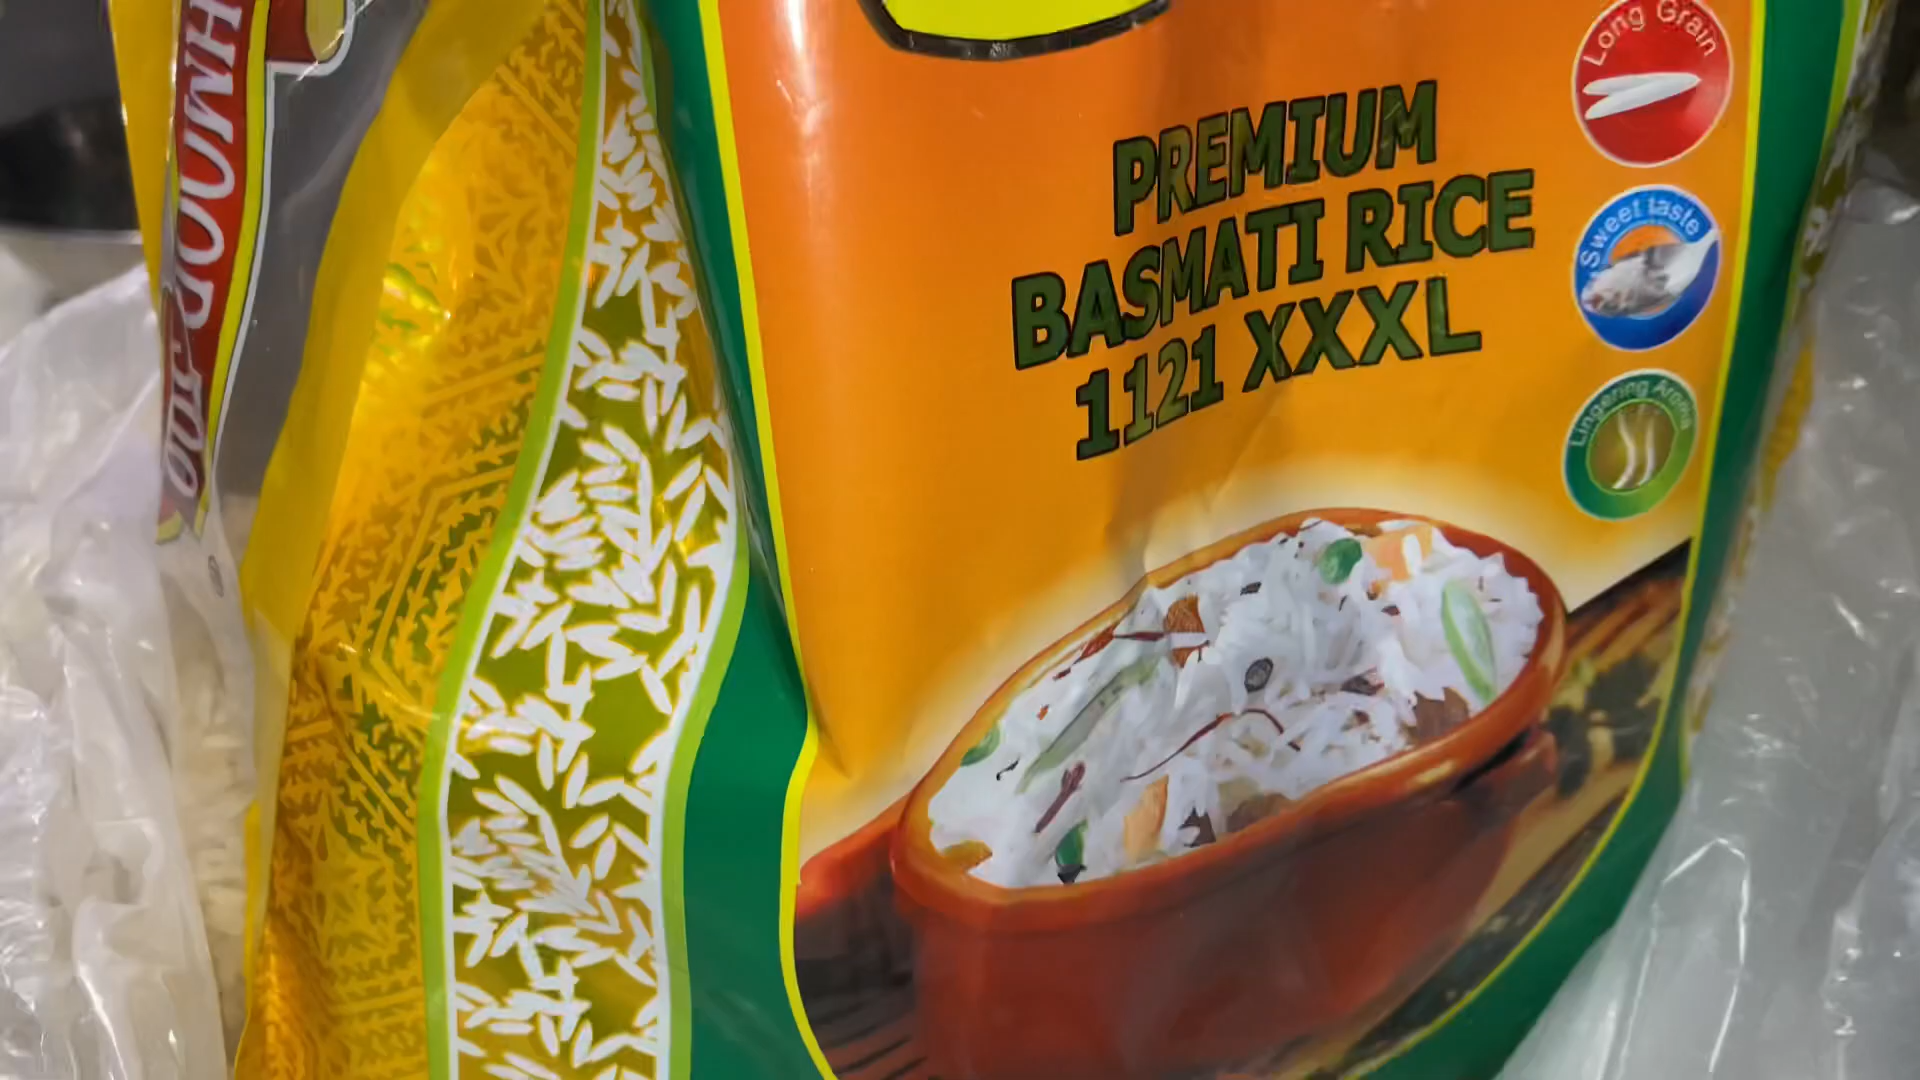 PREMIUM
BASMATI RICE
1121 XXXL
Long Grain
Sweet taste
Lingering Aroma